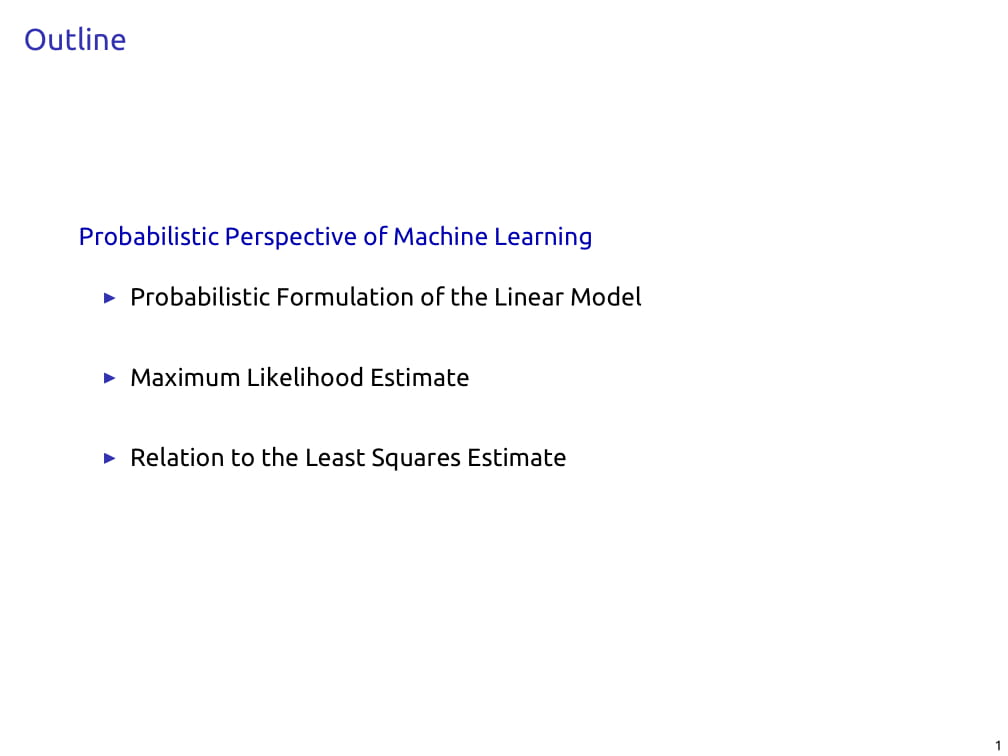 Outline
Probabilistic Perspective of Machine Learning
▶ Probabilistic Formulation of the Linear Model
▶ Maximum Likelihood Estimate
▶ Relation to the Least Squares Estimate
1